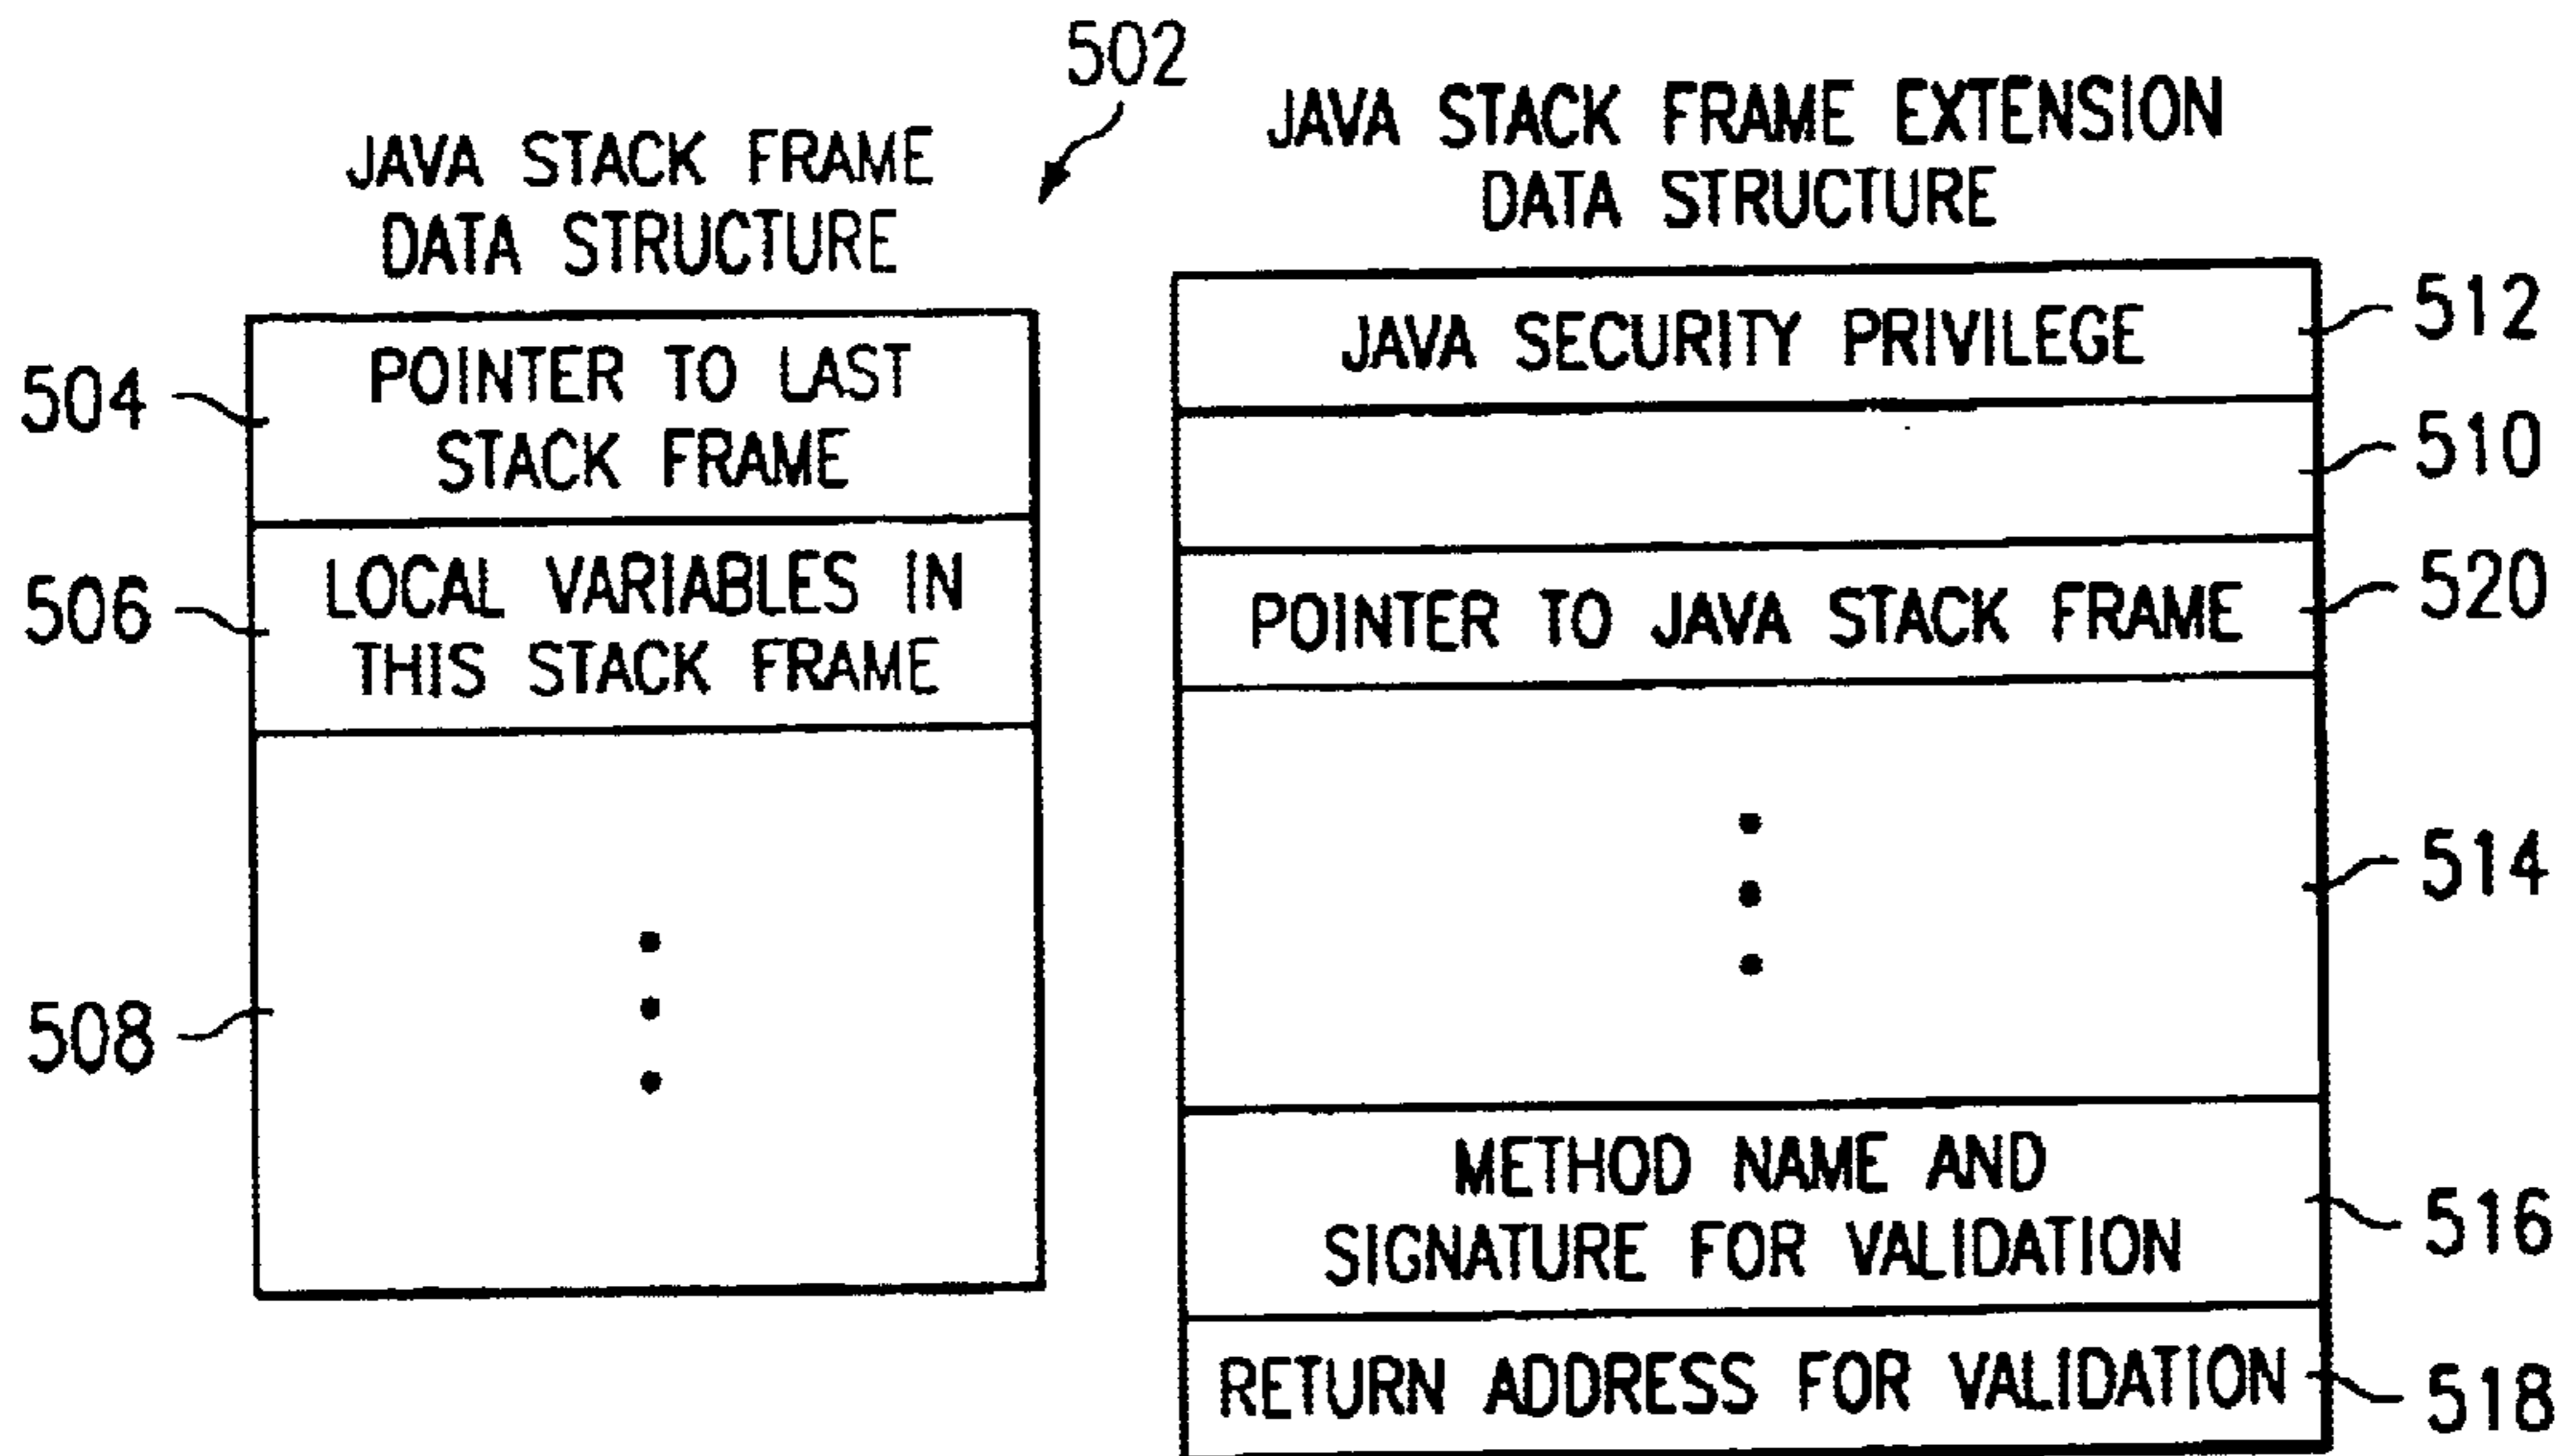 502
JAVA STACK FRAME
DATA STRUCTURE
504
POINTER TO LAST
STACK FRAME
506
LOCAL VARIABLES IN
THIS STACK FRAME
508
JAVA STACK FRAME EXTENSION
DATA STRUCTURE
JAVA SECURITY PRIVILEGE
512
510
POINTER TO JAVA STACK FRAME
520
514
METHOD NAME AND
SIGNATURE FOR VALIDATION
516
RETURN ADDRESS FOR VALIDATION
518